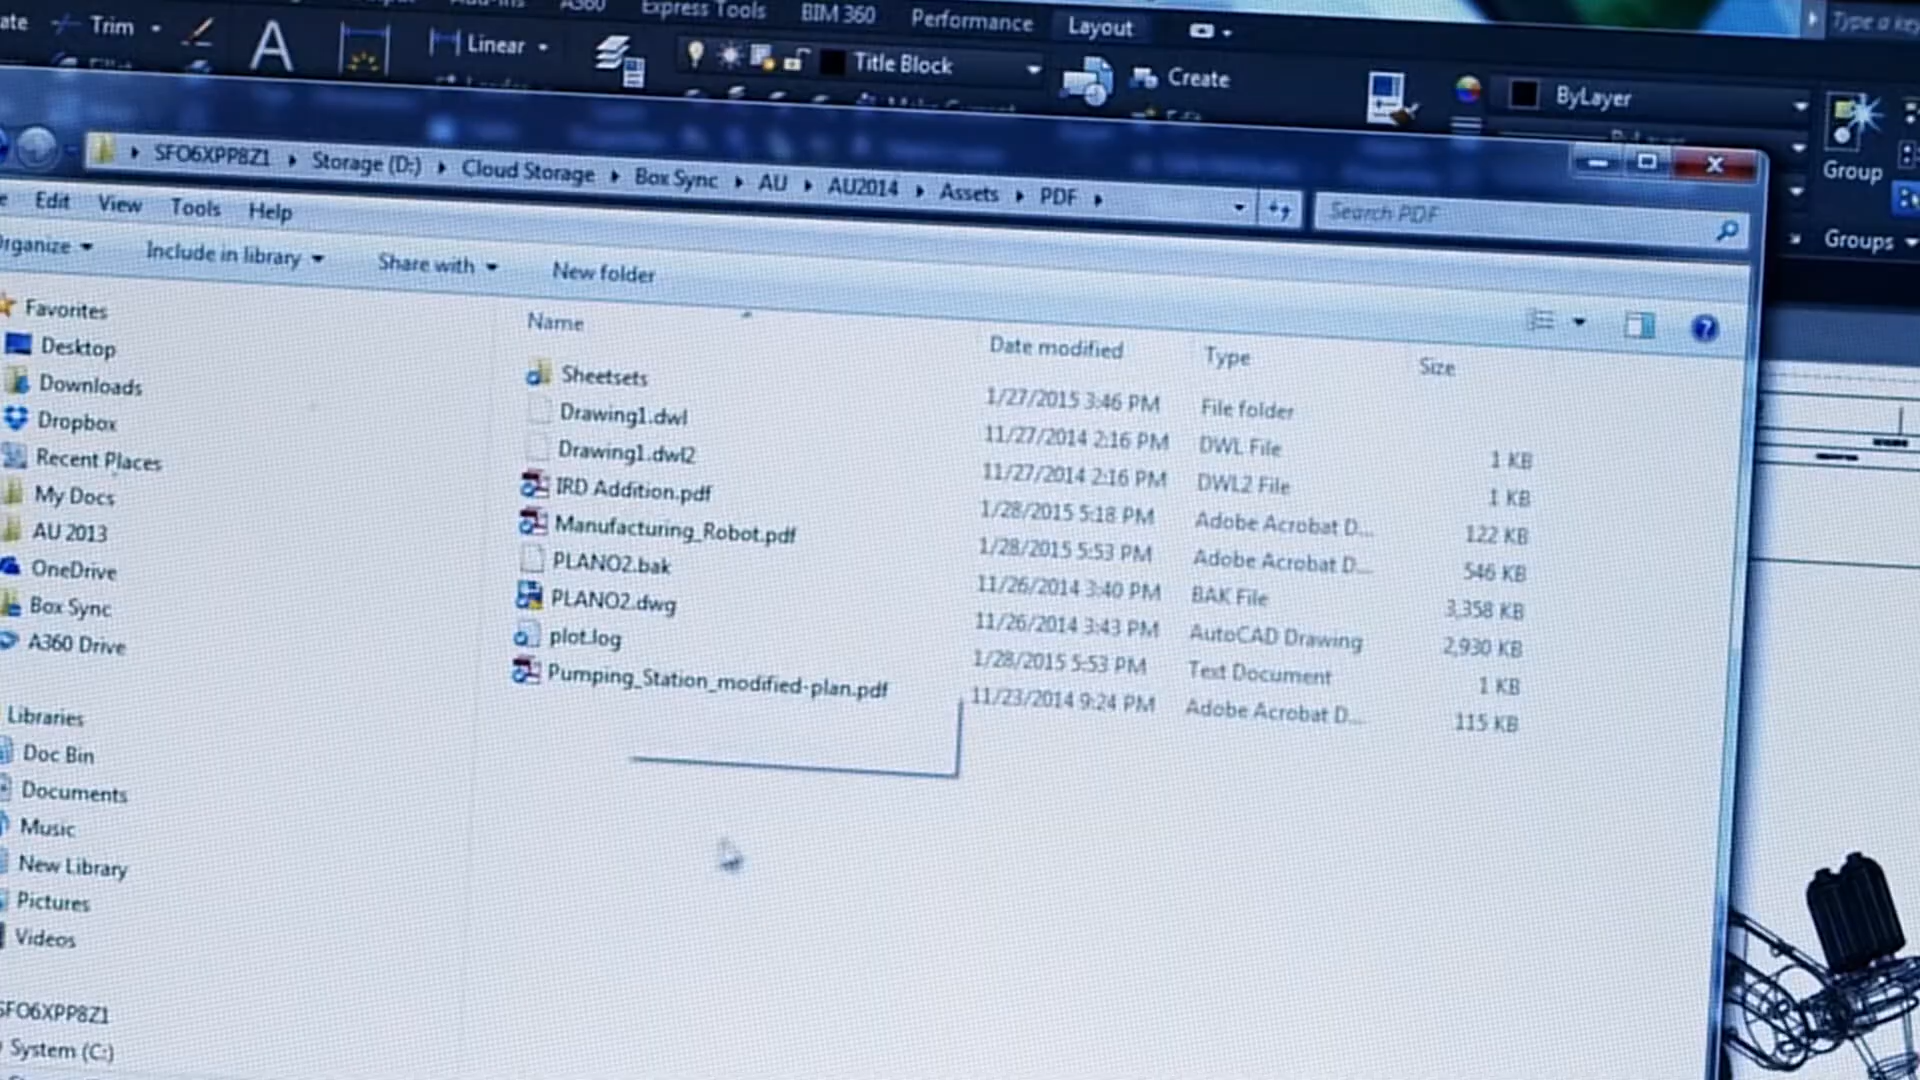 Express Tools BIM 360 Performance Layout
Trim
Linear
Title Block
Create
ByLayer
Group
Groups
SFO6XPP8Z1 Storage (D:) Cloud Storage Box Sync AU AU2014 Assets PDF
Search PDF
Edit View Tools Help
Organize Include in library Share with New folder
Name Date modified Type Size
Sheetsets 1/27/2015 3:46 PM File folder
Drawing1.dwl 11/27/2014 2:16 PM DWL File 1 KB
Drawing1.dwl2 11/27/2014 2:16 PM DWL2 File 1 KB
IRD Addition.pdf 1/28/2015 5:18 PM Adobe Acrobat D... 122 KB
Manufacturing_Robot.pdf 1/28/2015 5:53 PM Adobe Acrobat D... 546 KB
PLANO2.bak 11/26/2014 3:40 PM BAK File 3,358 KB
PLANO2.dwg 11/26/2014 3:43 PM AutoCAD Drawing 2,930 KB
plot.log 1/28/2015 5:53 PM Text Document 1 KB
Pumping_Station_modified-plan.pdf 11/23/2014 9:24 PM Adobe Acrobat D... 115 KB
Favorites
Desktop
Downloads
Dropbox
Recent Places
My Docs
AU 2013
OneDrive
Box Sync
A360 Drive
Libraries
Doc Bin
Documents
Music
New Library
Pictures
Videos
SFO6XPP8Z1
System (C:)